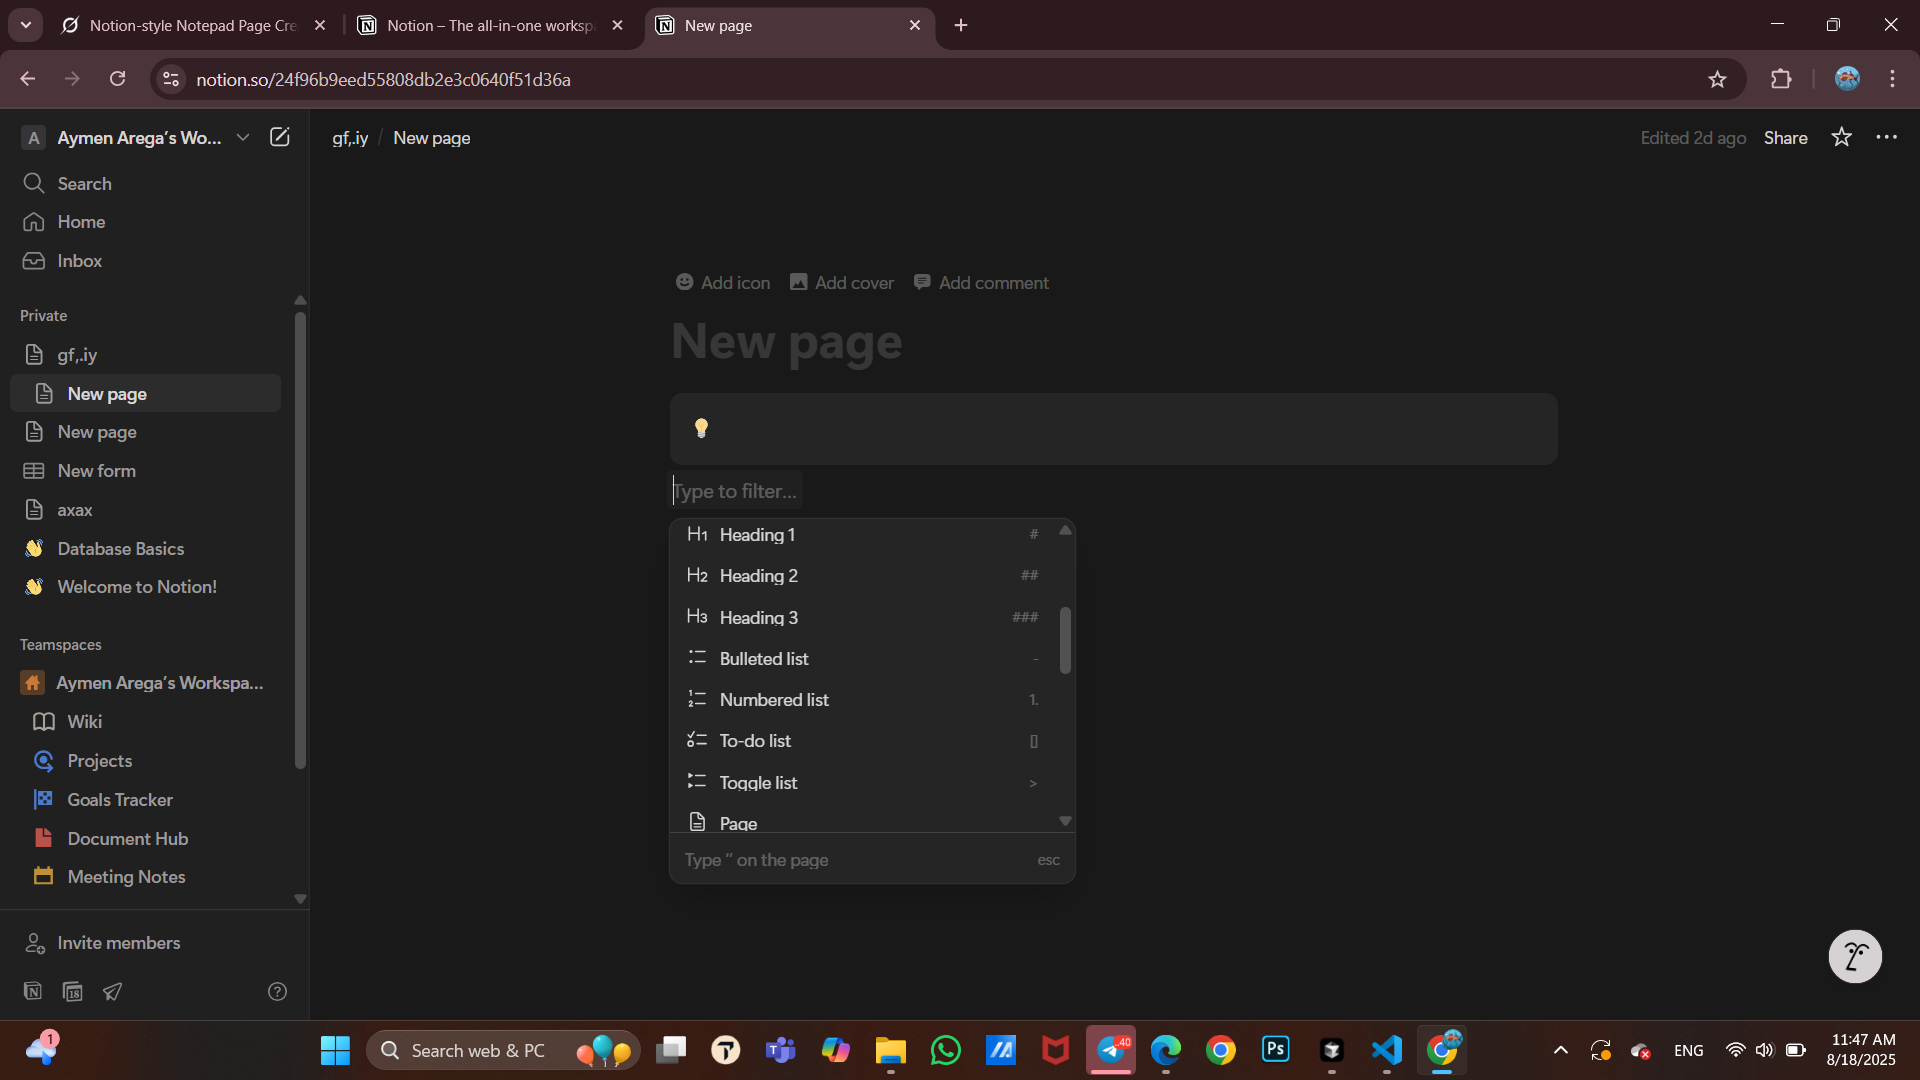 Notion-style Notepad Page Cre
Notion – The all-in-one worksp
New page
notion.so/24f96b9eed55808db2e3c0640f51d36a
A Aymen Arega's Wo...
gf,.iy / New page
Edited 2d ago Share
Search
Home
Inbox
Private
gf,.iy
New page
New page
New form
axax
Database Basics
Welcome to Notion!
Teamspaces
Aymen Arega's Workspa...
Wiki
Projects
Goals Tracker
Document Hub
Meeting Notes
Invite members
18
Add icon Add cover Add comment
New page
Type to filter...
H1 Heading 1 #
H2 Heading 2 ##
H3 Heading 3 ###
Bulleted list -
Numbered list 1.
To-do list []
Toggle list >
Page
Type '/' on the page esc
1
Search web & PC
.40
Ps
ENG
11:47 AM
8/18/2025